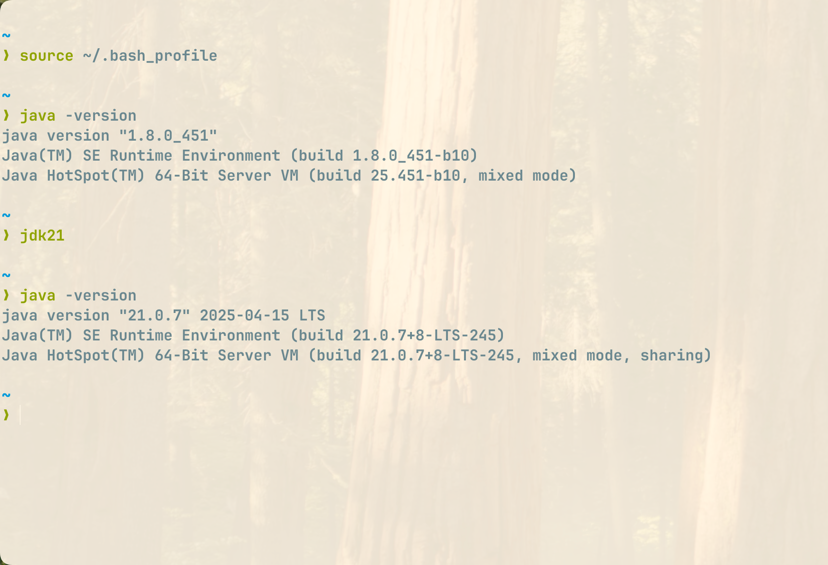 ~
❯ source ~/.bash_profile
~
❯ java -version
java version "1.8.0_451"
Java(TM) SE Runtime Environment (build 1.8.0_451-b10)
Java HotSpot(TM) 64-Bit Server VM (build 25.451-b10, mixed mode)
~
❯ jdk21
~
❯ java -version
java version "21.0.7" 2025-04-15 LTS
Java(TM) SE Runtime Environment (build 21.0.7+8-LTS-245)
Java HotSpot(TM) 64-Bit Server VM (build 21.0.7+8-LTS-245, mixed mode, sharing)
~
❯